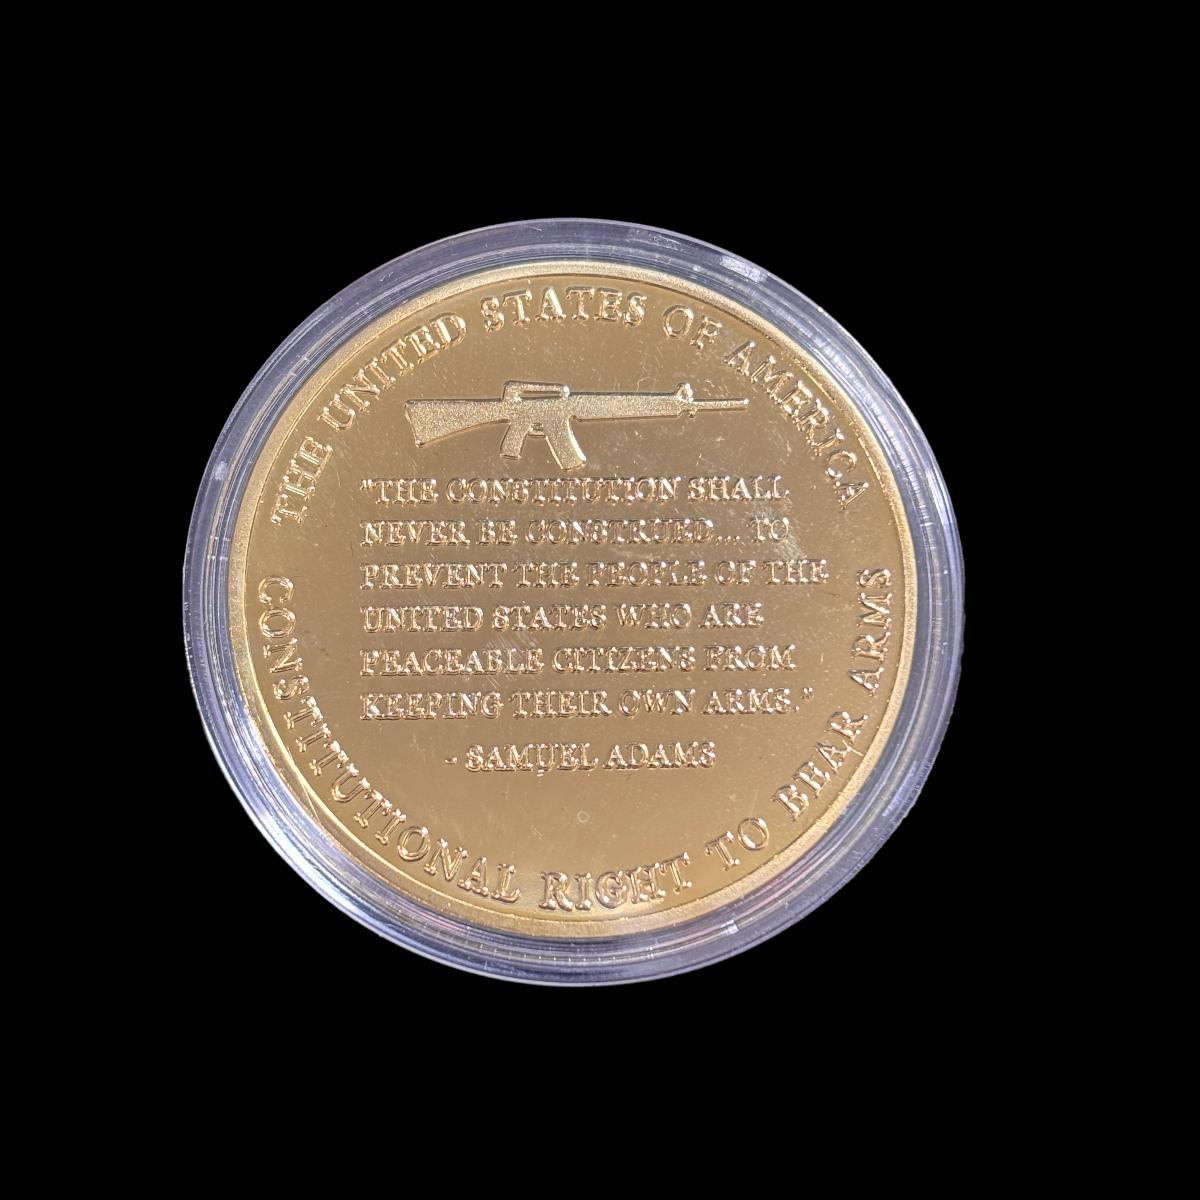 THE UNITED STATES OF AMERICA
"THE CONSTITUTION SHALL
NEVER BE CONSTRUED... TO
PREVENT THE PEOPLE OF THE
UNITED STATES WHO ARE
PEACEABLE CITIZENS FROM
KEEPING THEIR OWN ARMS."
- SAMUEL ADAMS
CONSTITUTIONAL RIGHT TO BEAR ARMS